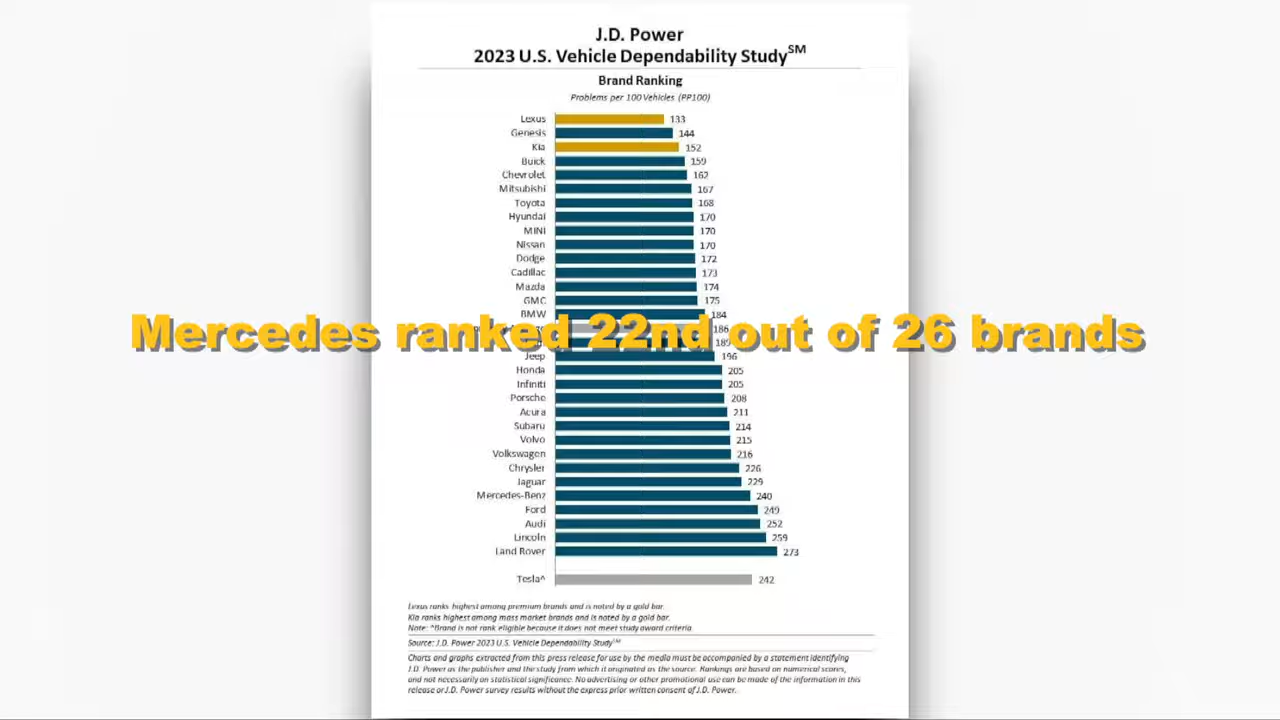 J.D. Power
2023 U.S. Vehicle Dependability StudySM
Brand Ranking
Problems per 100 Vehicles (PP100)
Lexus 133
Genesis 144
Kia 152
Buick 159
Chevrolet 162
Mitsubishi 167
Toyota 168
Hyundai 170
MINI 170
Nissan 170
Dodge 172
Cadillac 173
Mazda 174
GMC 175
BMW 184
186
Mercedes ranked 22nd out of 26 brands
189
Jeep 196
Honda 205
Infiniti 205
Porsche 208
Acura 211
Subaru 214
Volvo 215
Volkswagen 216
Chrysler 226
Jaguar 229
Mercedes-Benz 240
Ford 249
Audi 252
Lincoln 259
Land Rover 273
Tesla^ 242
Lexus ranks highest among premium brands and is noted by a gold bar.
Kia ranks highest among mass market brands and is noted by a gold bar.
Note: ^Brand is not rank eligible because it does not meet study award criteria
Source: J.D. Power 2023 U.S. Vehicle Dependability StudySM
Charts and graphs extracted from this press release for use by the media must be accompanied by a statement identifying
J.D. Power as the publisher and the study from which it originated as the source. Rankings are based on numerical scores,
and not necessarily on statistical significance. No advertising or other promotional use can be made of the information in this
release or J.D. Power survey results without the express prior written consent of J.D. Power.